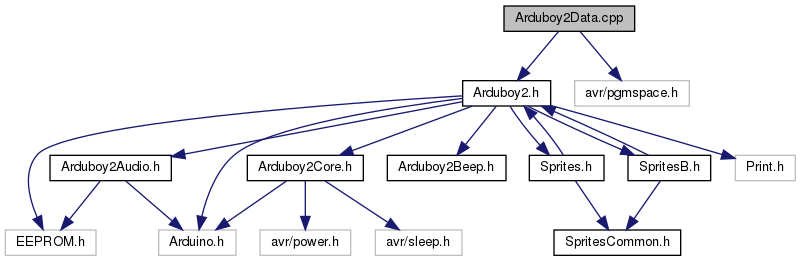 Arduboy2Data.cpp
Arduboy2.h
avr/pgmspace.h
Arduboy2Audio.h
Arduboy2Core.h
Arduboy2Beep.h
Sprites.h
SpritesB.h
Print.h
EEPROM.h
Arduino.h
avr/power.h
avr/sleep.h
SpritesCommon.h